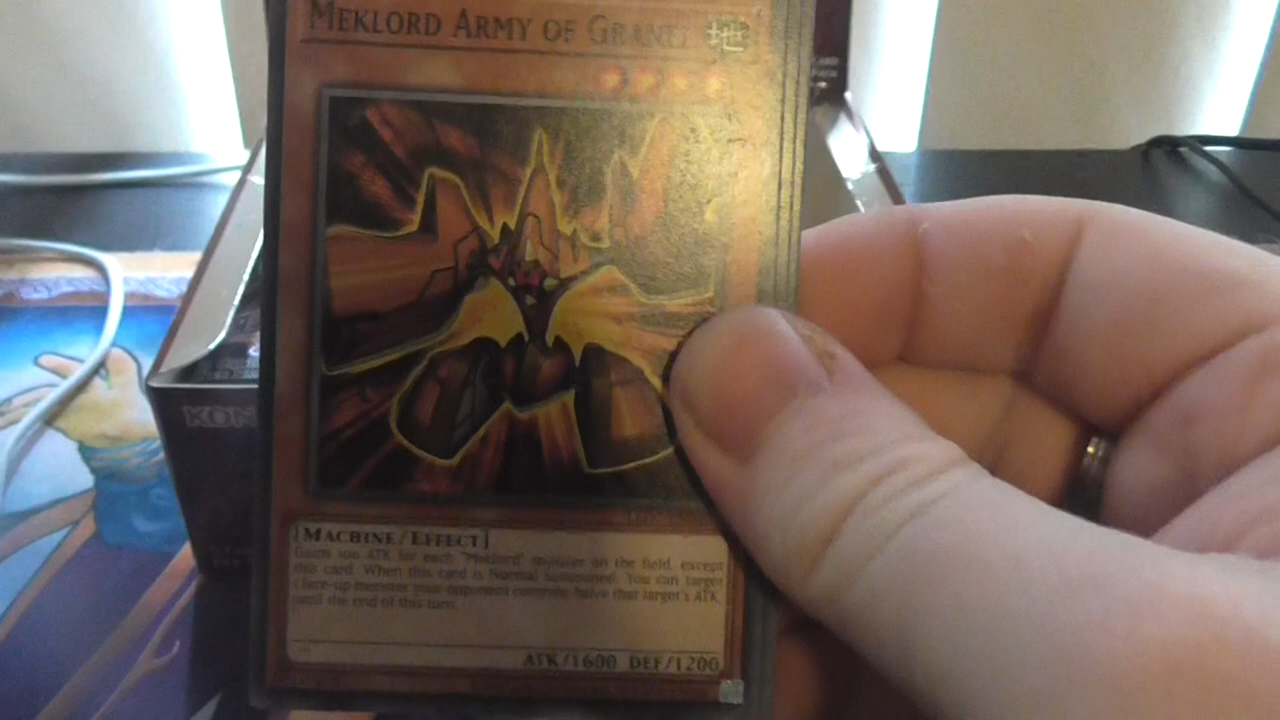 MEKLORD ARMY OF GRANEL
地
CARD
KON
[MACHINE/EFFECT]
Gains 100 ATK for each "Meklord" monster on the field, except
this card. When this card is Normal Summoned: You can target
1 face-up monster your opponent controls; halve that target's ATK,
until the end of this turn.
ATK/1600 DEF/1200